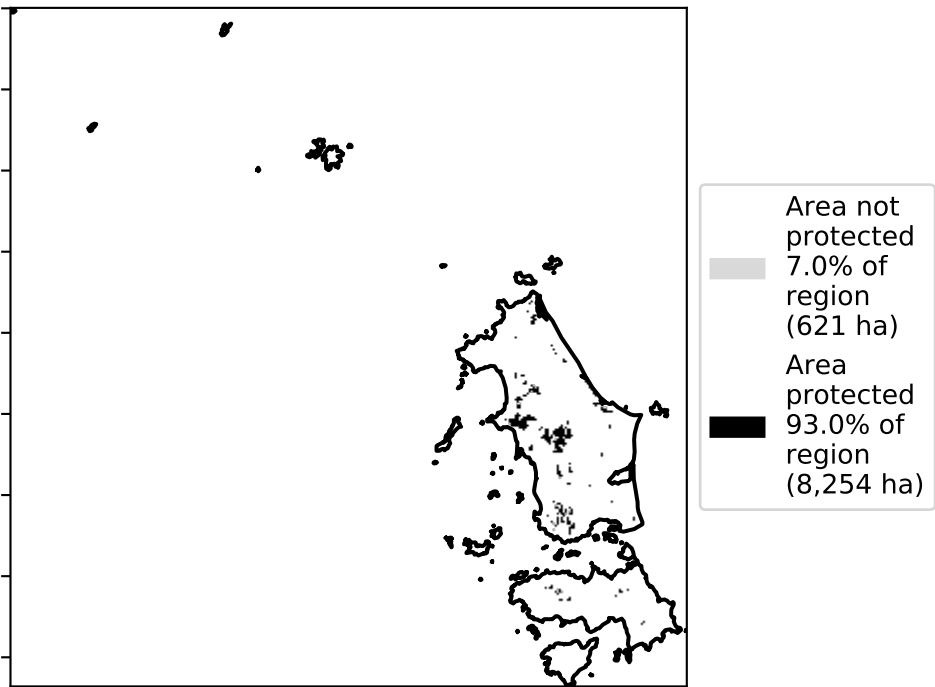 Area not
protected
7.0% of
region
(621 ha)
Area
protected
93.0% of
region
(8,254 ha)